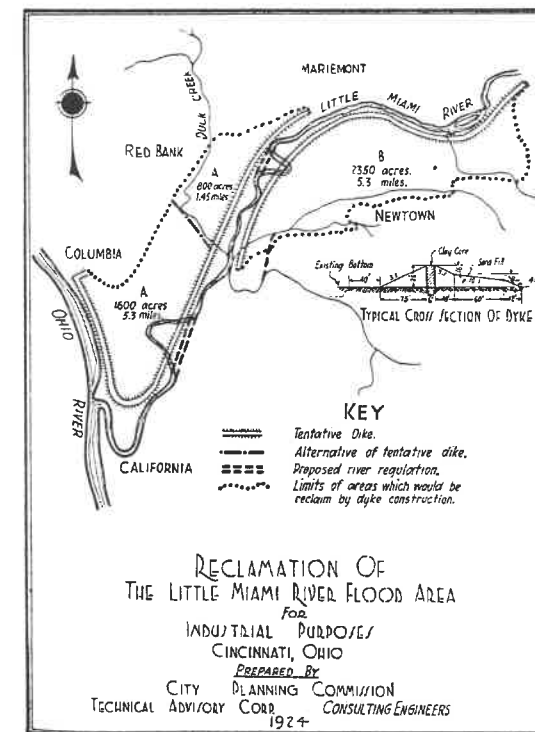 MARIEMONT
LITTLE MIAMI RIVER
DUCK CREEK
RED BANK
A
800 acres
1.45 miles
B
2350 acres.
5.3 miles.
NEWTOWN
COLUMBIA
A
1600 acres
5.3 miles
OHIO
RIVER
CALIFORNIA
Clay Core
Sand Fill
Existing Bottom
TYPICAL CROSS SECTION OF DYKE
KEY
Tentative Dike.
Alternative of tentative dike.
Proposed river regulation.
Limits of areas which would be
reclaim by dyke construction.
RECLAMATION OF
THE LITTLE MIAMI RIVER FLOOD AREA
FOR
INDUSTRIAL PURPOSES
CINCINNATI, OHIO
PREPARED BY
CITY PLANNING COMMISSION
TECHNICAL ADVISORY CORP. CONSULTING ENGINEERS
1924